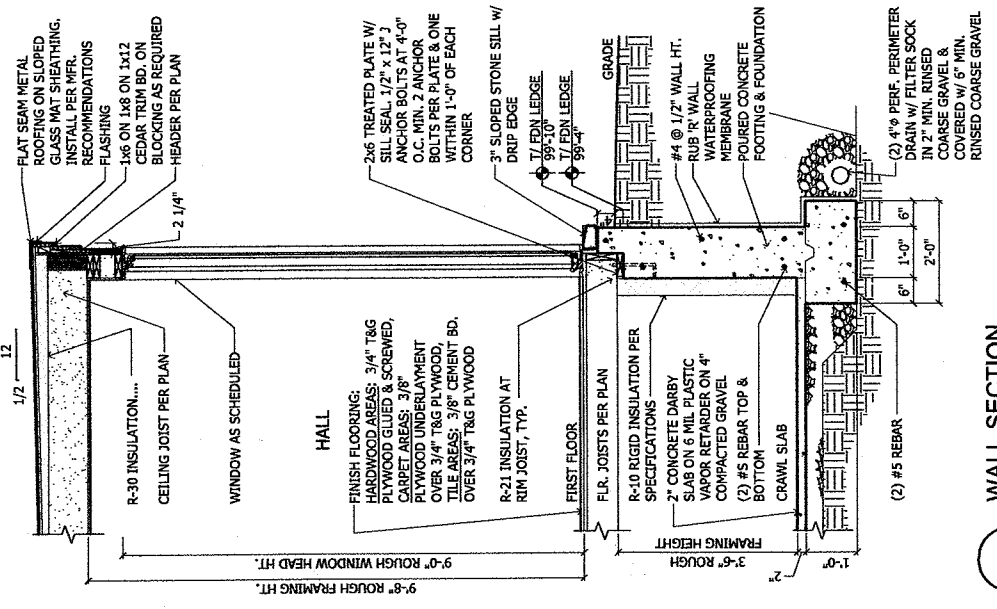 FLAT SEAM METAL
ROOFING ON SLOPED
GLASS MAT SHEATHING,
INSTALL PER MFR.
RECOMMENDATIONS
FLASHING
1x6 ON 1x8 ON 1x12
CEDAR TRIM BD. ON
BLOCKING AS REQUIRED
HEADER PER PLAN
2 1/4"
2x6 TREATED PLATE W/
SILL SEAL. 1/2" x 12" J
ANCHOR BOLTS AT 4'-0"
O.C. MIN. 2 ANCHOR
BOLTS PER PLATE & ONE
WITHIN 1'-0" OF EACH
CORNER
3" SLOPED STONE SILL w/
DRIP EDGE
T/ FDN LEDGE
99'-10"
T/ FDN LEDGE
99'-4"
GRADE
4"
#4 @ 1/2" WALL HT.
RUB 'R' WALL
WATERPROOFING
MEMBRANE
POURED CONCRETE
FOOTING & FOUNDATION
(2) 4"φ PERF. PERIMETER
DRAIN w/ FILTER SOCK
IN 2" MIN. RINSED
COARSE GRAVEL &
COVERED w/ 6" MIN.
RINSED COARSE GRAVEL
12
1/2"
R-30 INSULATION....
CEILING JOIST PER PLAN
WINDOW AS SCHEDULED
HALL
FINISH FLOORING:
HARDWOOD AREAS: 3/4" T&G
PLYWOOD GLUED & SCREWED,
CARPET AREAS: 3/8"
PLYWOOD UNDERLAYMENT
OVER 3/4" T&G PLYWOOD,
TILE AREAS: 3/8" CEMENT BD.
OVER 3/4" T&G PLYWOOD
R-21 INSULATION AT
RIM JOIST, TYP.
FIRST FLOOR
FLR. JOISTS PER PLAN
R-10 RIGID INSULATION PER
SPECIFICATIONS
2" CONCRETE DARBY
SLAB ON 6 MIL PLASTIC
VAPOR RETARDER ON 4"
COMPACTED GRAVEL
(2) #5 REBAR TOP &
BOTTOM
CRAWL SLAB
(2) #5 REBAR
6"
1'-0"
6"
2'-0"
9'-0" ROUGH WINDOW HEAD HT.
9'-8" ROUGH FRAMING HT.
3'-6" ROUGH
FRAMING HEIGHT
2"
1'-0"
WALL SECTION